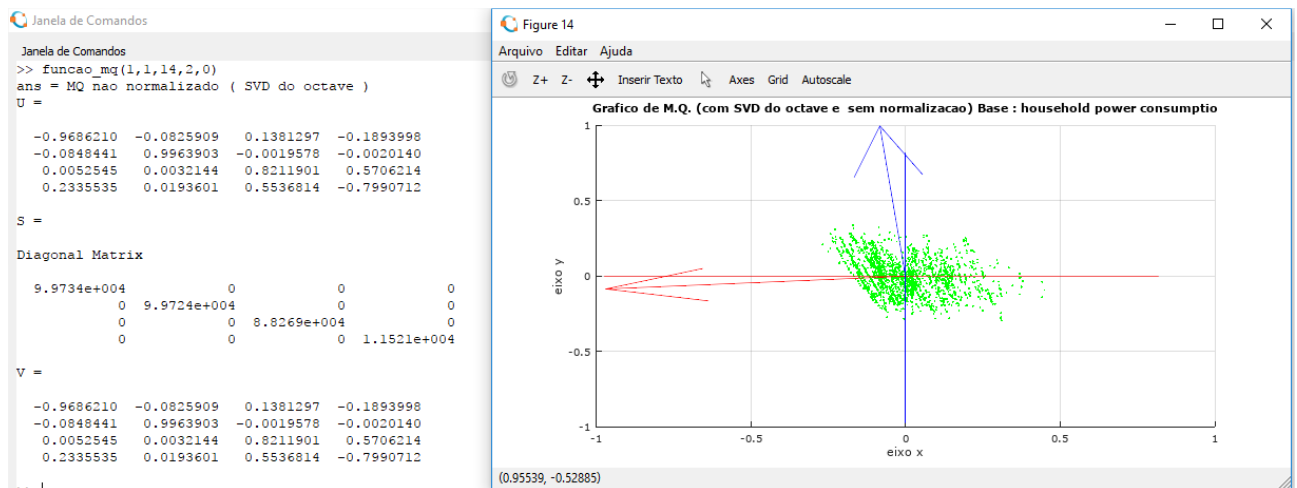 Janela de Comandos
Janela de Comandos
>> funcao_mq(1,1,14,2,0)
ans = MQ nao normalizado ( SVD do octave )
U =
-0.9686210 -0.0825909 0.1381297 -0.1893998
-0.0848441 0.9963903 -0.0019578 -0.0020140
0.0052545 0.0032144 0.8211901 0.5706214
0.2335535 0.0193601 0.5536814 -0.7990712
S =
Diagonal Matrix
9.9734e+004 0 0 0
0 9.9724e+004 0 0
0 0 8.8269e+004 0
0 0 0 1.1521e+004
V =
-0.9686210 -0.0825909 0.1381297 -0.1893998
-0.0848441 0.9963903 -0.0019578 -0.0020140
0.0052545 0.0032144 0.8211901 0.5706214
0.2335535 0.0193601 0.5536814 -0.7990712
Figure 14
Arquivo Editar Ajuda
Z+ Z- Inserir Texto Axes Grid Autoscale
Grafico de M.Q. (com SVD do octave e sem normalizacao) Base : household power consumptio
1
0.5
0
-0.5
-1
eixo y
-1 -0.5 0 0.5 1
eixo x
(0.95539, -0.52885)